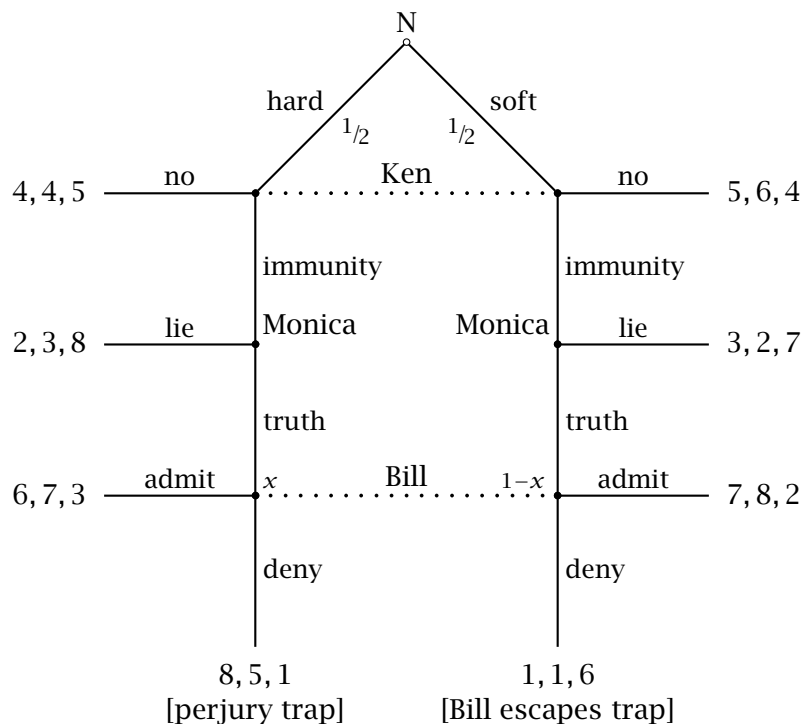 N
hard soft
1/2 1/2
4, 4, 5 no Ken no 5, 6, 4
immunity immunity
2, 3, 8 lie Monica Monica lie 3, 2, 7
truth truth
6, 7, 3 admit x Bill 1−x admit 7, 8, 2
deny deny
8, 5, 1 1, 1, 6
[perjury trap] [Bill escapes trap]